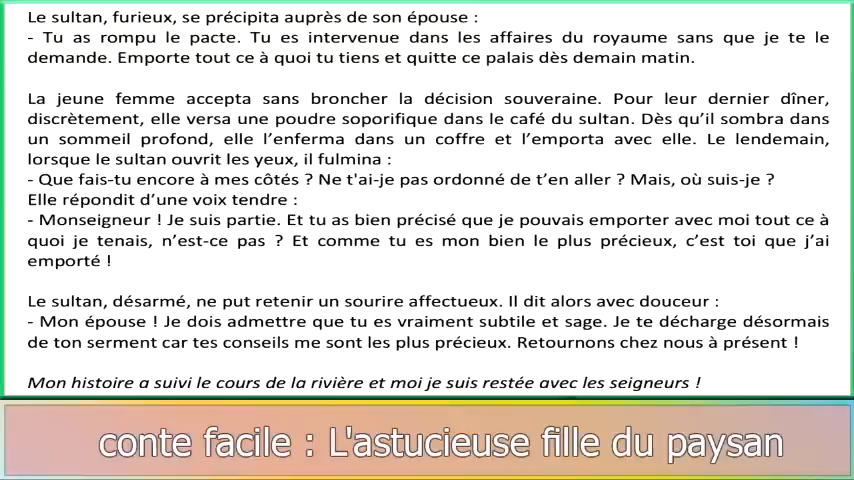 Le sultan, furieux, se précipita auprès de son épouse :
- Tu as rompu le pacte. Tu es intervenue dans les affaires du royaume sans que je te le
demande. Emporte tout ce à quoi tu tiens et quitte ce palais dès demain matin.
La jeune femme accepta sans broncher la décision souveraine. Pour leur dernier dîner,
discrètement, elle versa une poudre soporifique dans le café du sultan. Dès qu'il sombra dans
un sommeil profond, elle l'enferma dans un coffre et l'emporta avec elle. Le lendemain,
lorsque le sultan ouvrit les yeux, il fulmina :
- Que fais-tu encore à mes côtés ? Ne t'ai-je pas ordonné de t'en aller ? Mais, où suis-je ?
Elle répondit d'une voix tendre :
- Monseigneur ! Je suis partie. Et tu as bien précisé que je pouvais emporter avec moi tout ce à
quoi je tenais, n'est-ce pas ? Et comme tu es mon bien le plus précieux, c'est toi que j'ai
emporté !
Le sultan, désarmé, ne put retenir un sourire affectueux. Il dit alors avec douceur :
- Mon épouse ! Je dois admettre que tu es vraiment subtile et sage. Je te décharge désormais
de ton serment car tes conseils me sont les plus précieux. Retournons chez nous à présent !
Mon histoire a suivi le cours de la rivière et moi je suis restée avec les seigneurs !
conte facile : L'astucieuse fille du paysan